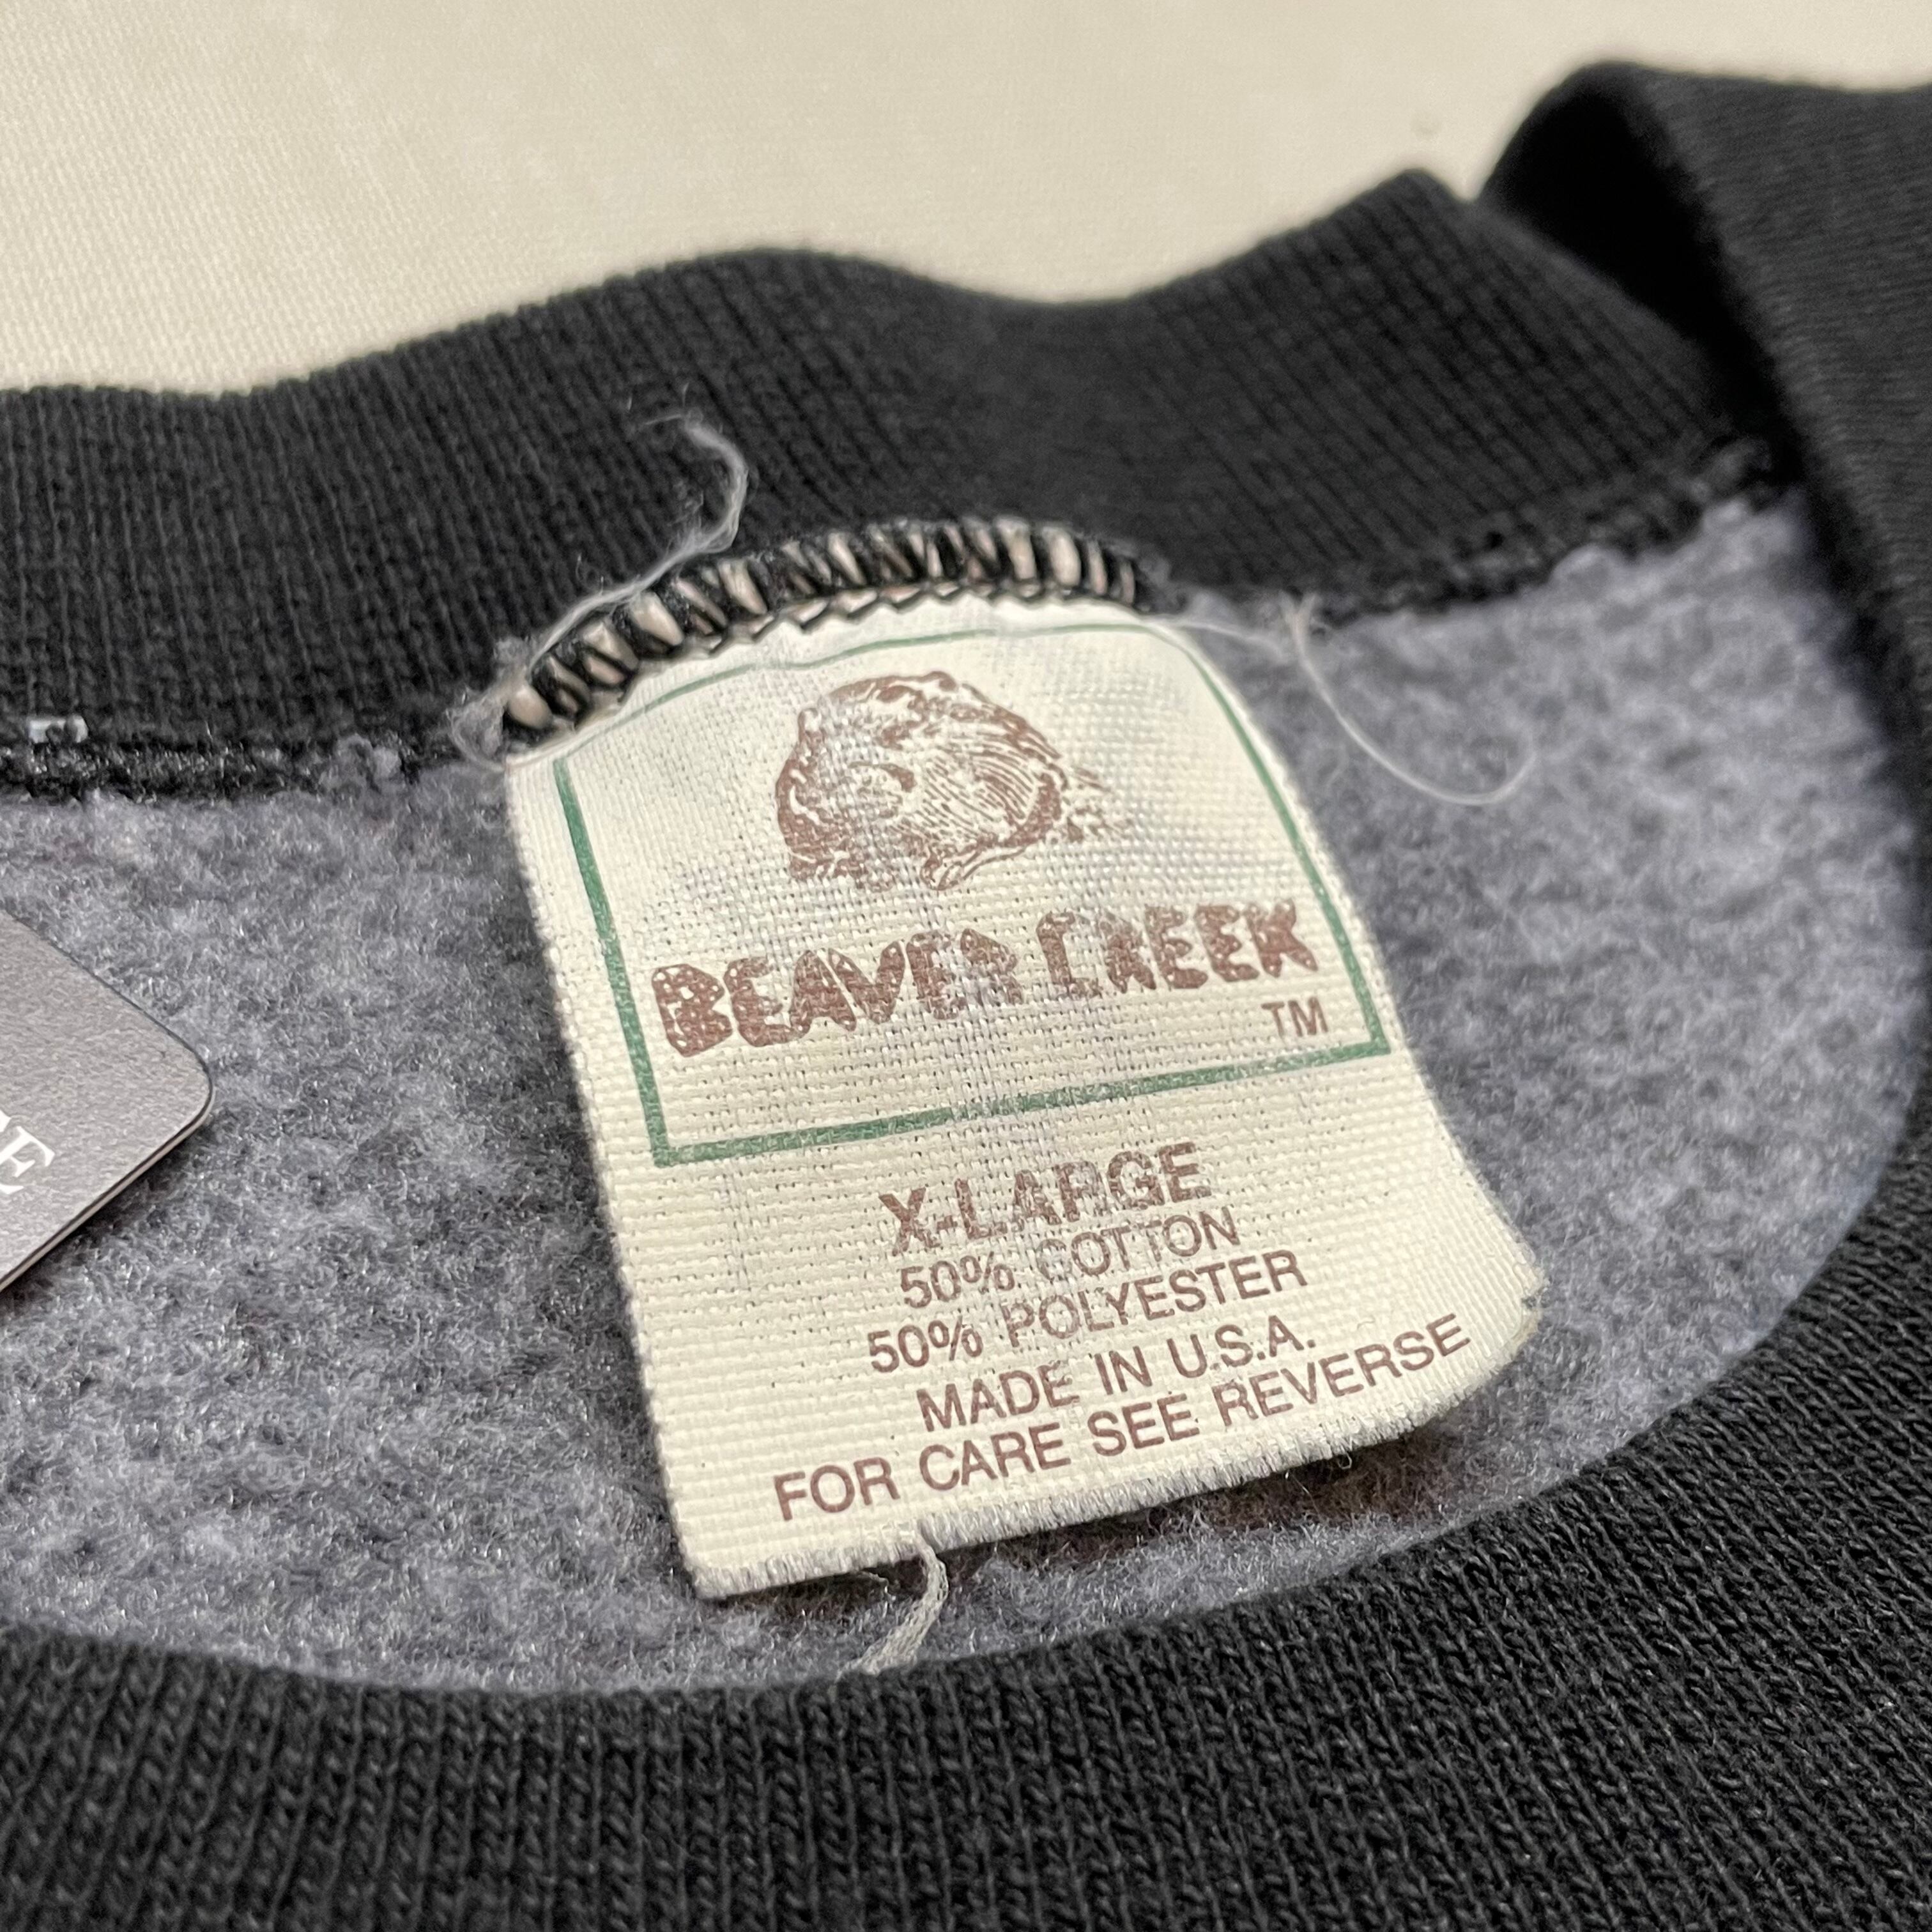 BEAVER CREEK
TM
X-LARGE
50% COTTON
50% POLYESTER
MADE IN U.S.A.
FOR CARE SEE REVERSE